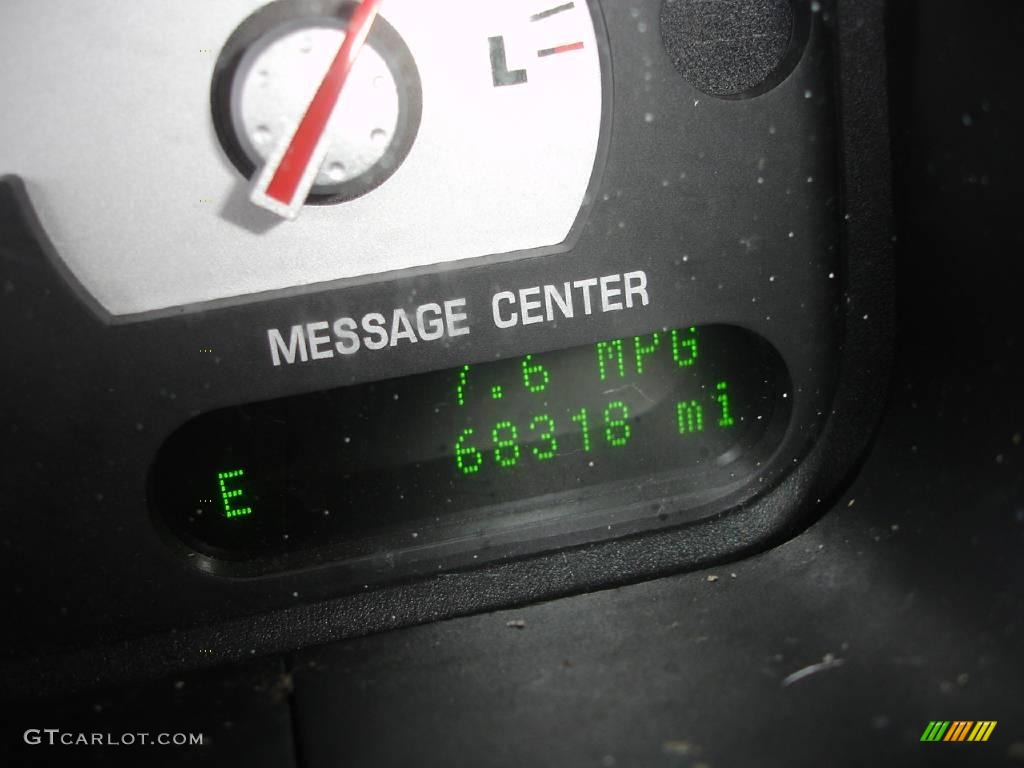 L
MESSAGE CENTER
7.6 MPG
68318 mi
E
GTCARLOT.COM